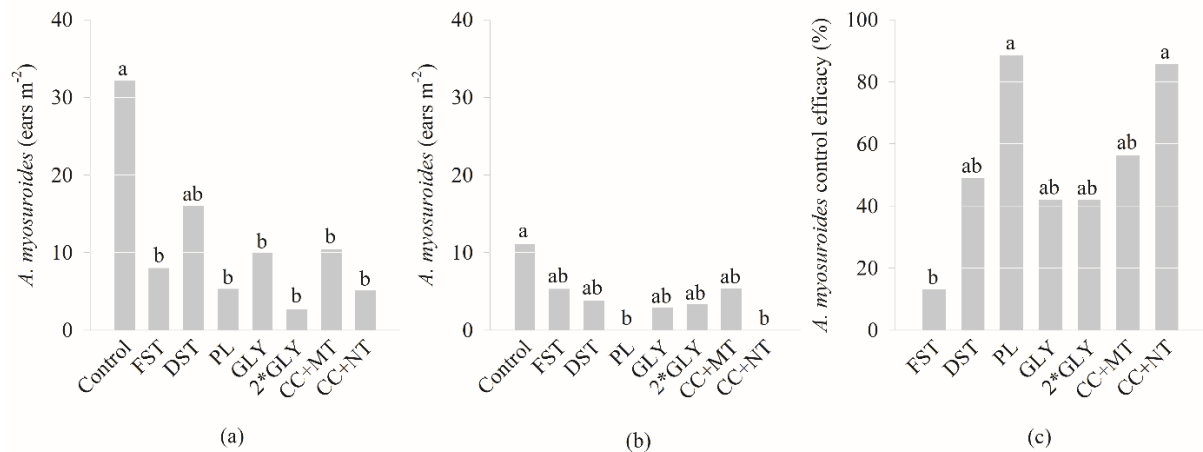 A. myosuroides (ears m-2)
40
30
20
10
0
a
b
ab
b
b
b
b
b
Control
FST
DST
PL
GLY
2*GLY
CC+MT
CC+NT
(a)
A. myosuroides (ears m-2)
40
30
20
10
0
a
ab
ab
b
ab
ab
ab
b
Control
FST
DST
PL
GLY
2*GLY
CC+MT
CC+NT
(b)
A. myosuroides control efficacy (%)
100
80
60
40
20
0
b
ab
a
ab
ab
ab
a
FST
DST
PL
GLY
2*GLY
CC+MT
CC+NT
(c)